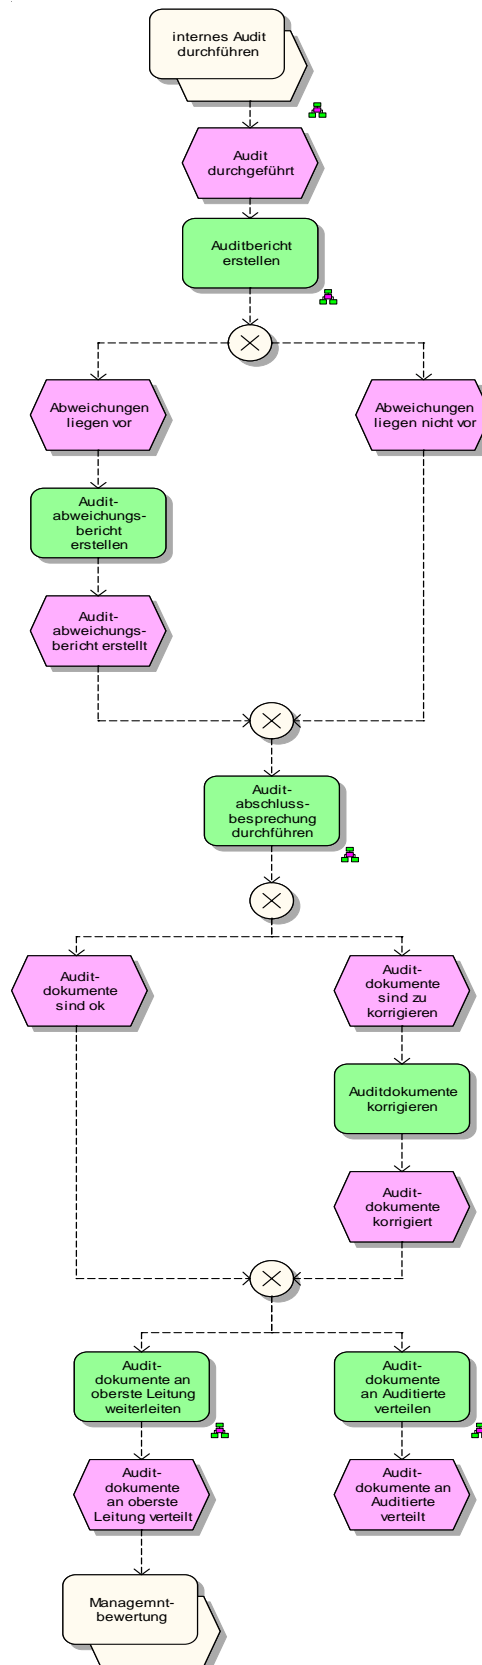 internes Audit
durchführen
Audit
durchgeführt
Auditbericht
erstellen
Abweichungen
liegen vor
Abweichungen
liegen nicht vor
Audit-
abweichungs-
bericht
erstellen
Audit-
abweichungs-
bericht erstellt
Audit-
abschluss-
besprechung
durchführen
Audit-
dokumente
sind ok
Audit-
dokumente
sind zu
korrigieren
Auditdokumente
korrigieren
Audit-
dokumente
korrigiert
Audit-
dokumente an
oberste Leitung
weiterleiten
Audit-
dokumente
an Auditierte
verteilen
Audit-
dokumente
an oberste
Leitung verteilt
Audit-
dokumente an
Auditierte
verteilt
Managemnt-
bewertung